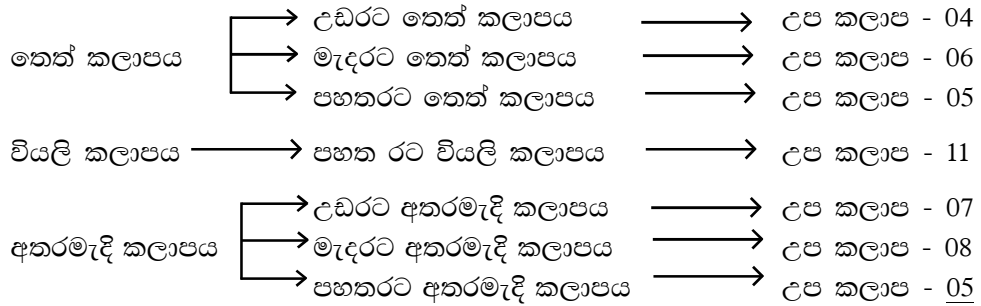 උඩරට තෙත් කලාපය උප කලාප - 04
තෙත් කලාපය මැදරට තෙත් කලාපය උප කලාප - 06
පහතරට තෙත් කලාපය උප කලාප - 05
වියලි කලාපය පහත රට වියලි කලාපය උප කලාප - 11
උඩරට අතරමැදි කලාපය උප කලාප - 07
අතරමැදි කලාපය මැදරට අතරමැදි කලාපය උප කලාප - 08
පහතරට අතරමැදි කලාපය උප කලාප - 05